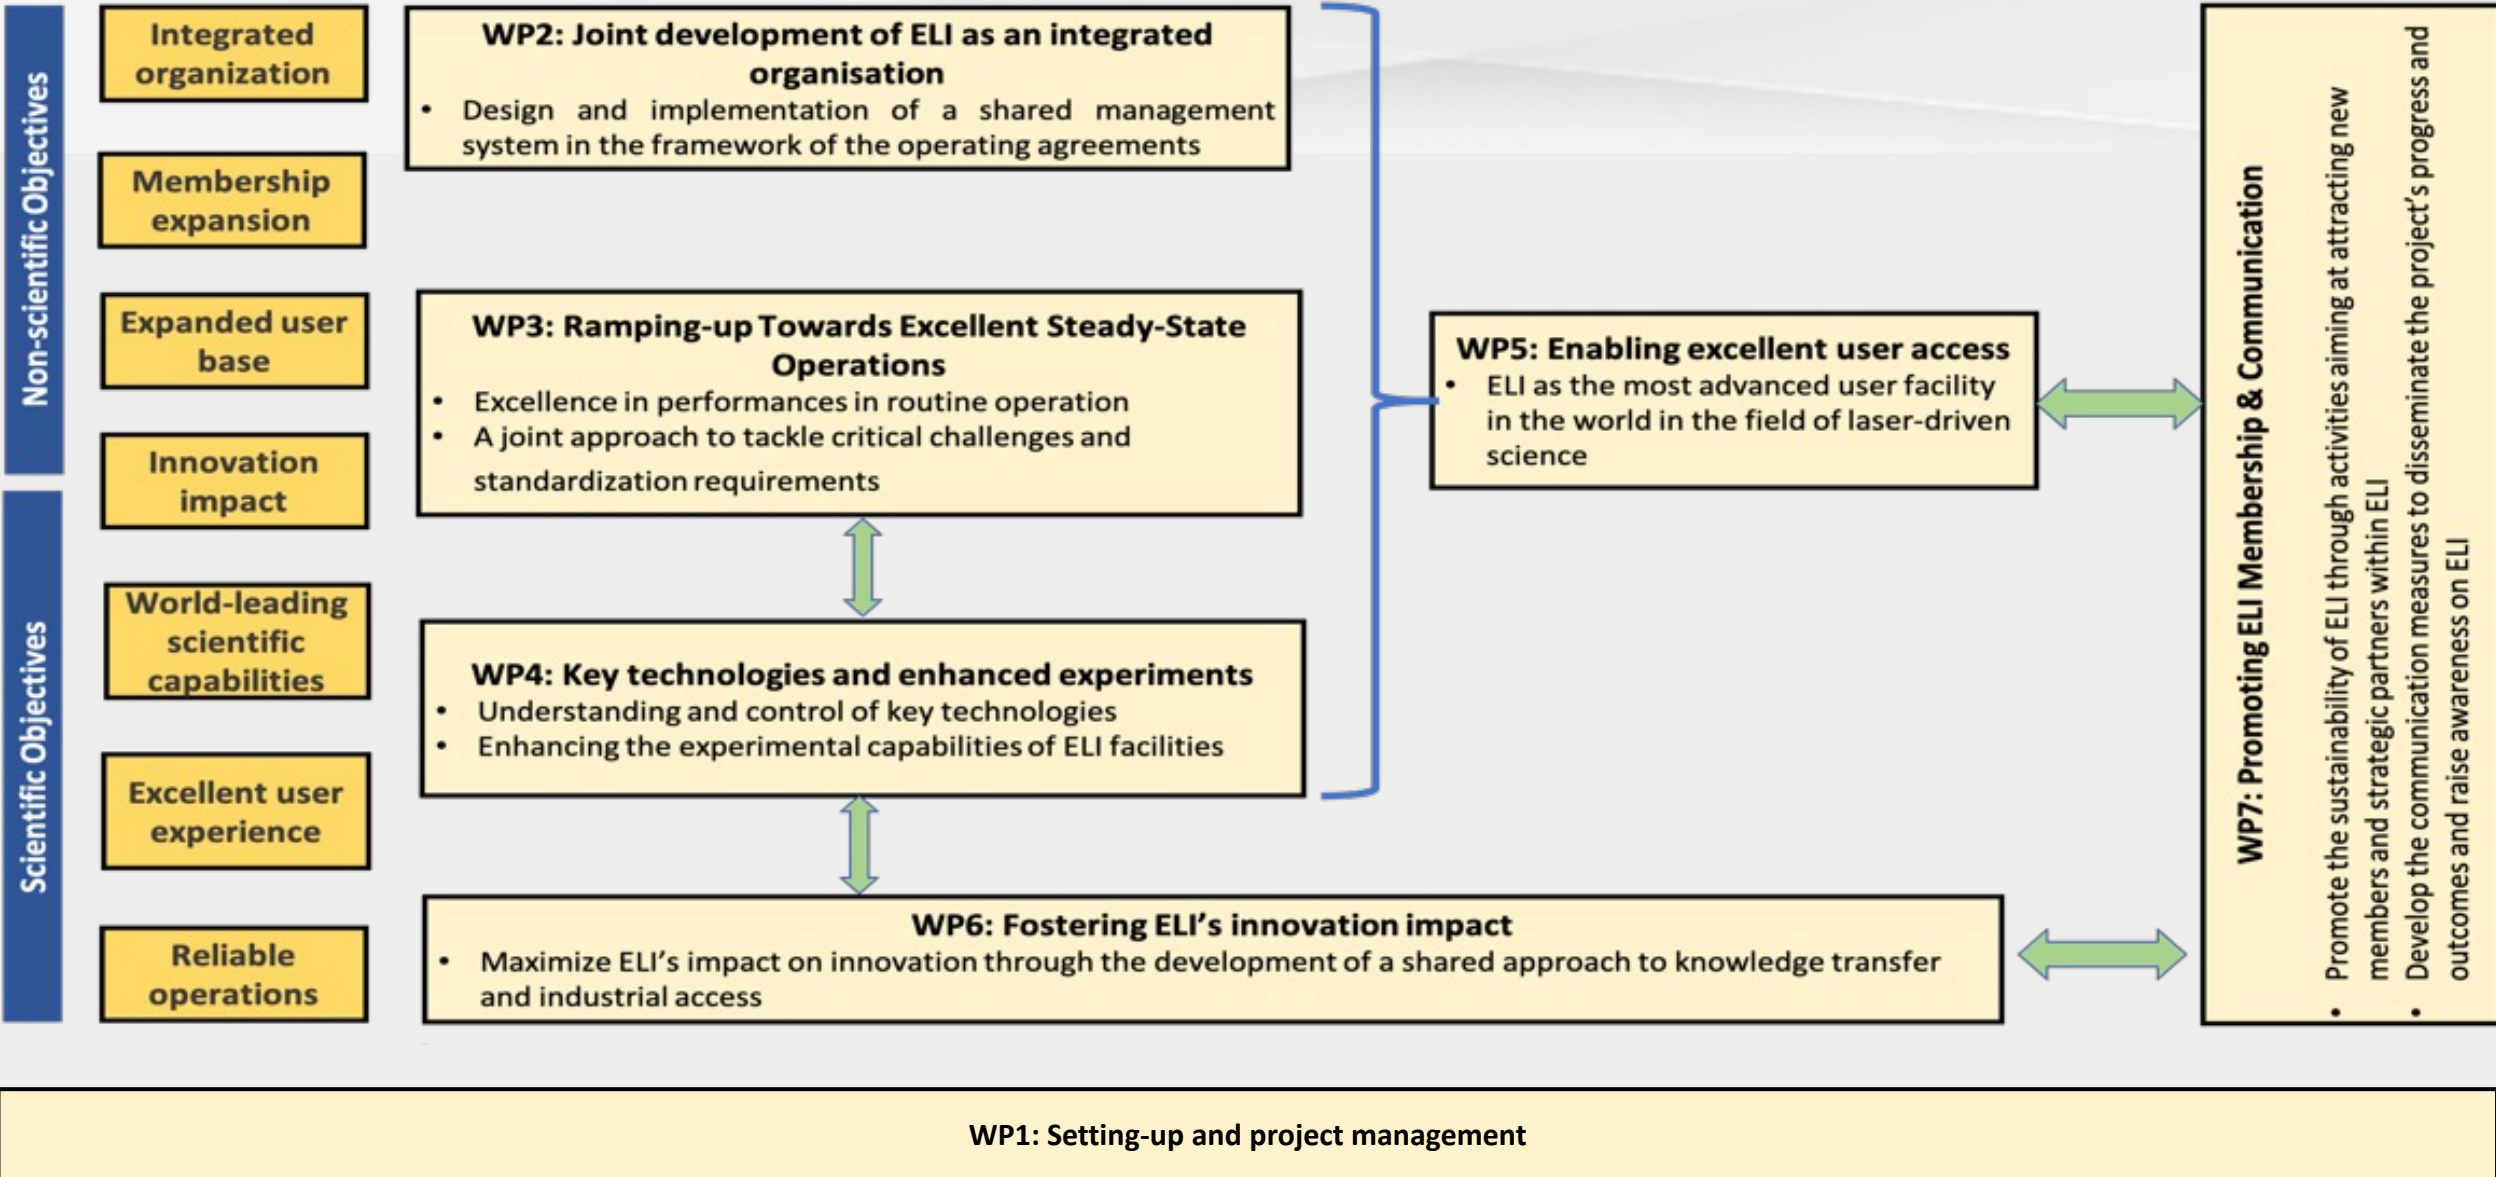 Non-scientific Objectives
Scientific Objectives
Integrated
organization
Membership
expansion
Expanded user
base
Innovation
impact
World-leading
scientific
capabilities
Excellent user
experience
Reliable
operations
WP2: Joint development of ELI as an integrated
organisation
• Design and implementation of a shared management
system in the framework of the operating agreements
WP3: Ramping-up Towards Excellent Steady-State
Operations
• Excellence in performances in routine operation
• A joint approach to tackle critical challenges and
standardization requirements
WP4: Key technologies and enhanced experiments
• Understanding and control of key technologies
• Enhancing the experimental capabilities of ELI facilities
WP5: Enabling excellent user access
• ELI as the most advanced user facility
in the world in the field of laser-driven
science
WP6: Fostering ELI's innovation impact
• Maximize ELI's impact on innovation through the development of a shared approach to knowledge transfer
and industrial access
WP7: Promoting ELI Membership & Communication
• Promote the sustainability of ELI through activities aiming at attracting new
members and strategic partners within ELI
• Develop the communication measures to disseminate the project's progress and
outcomes and raise awareness on ELI
WP1: Setting-up and project management